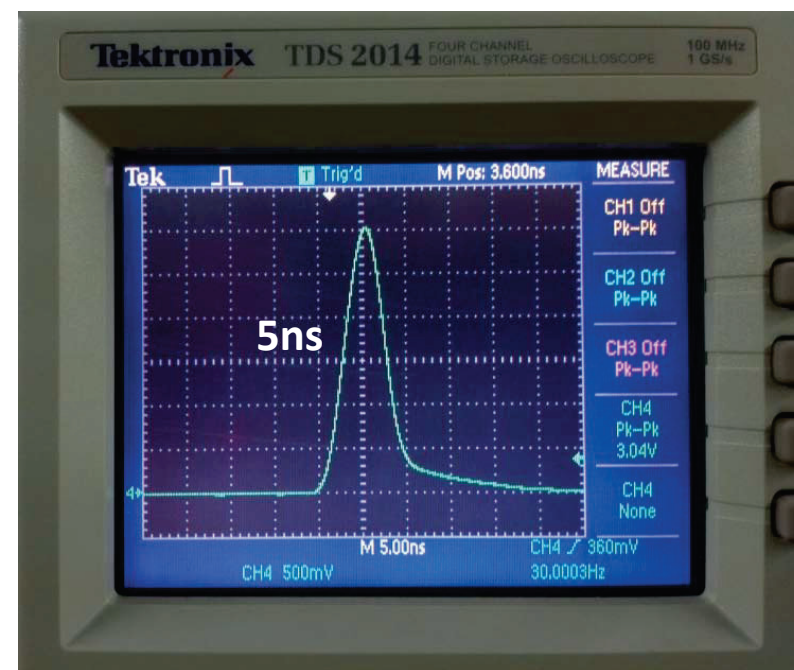 Tektronix TDS 2014 FOUR CHANNEL
DIGITAL STORAGE OSCILLOSCOPE
100 MHz
1 GS/s
Tek T Trig'd M Pos: 3.600ns MEASURE
CH1 Off
Pk-Pk
CH2 Off
Pk-Pk
5ns
CH3 Off
Pk-Pk
CH4
Pk-Pk
3.04V
4
CH4
None
M 5.00ns CH4 360mV
CH4 500mV 30.0003Hz